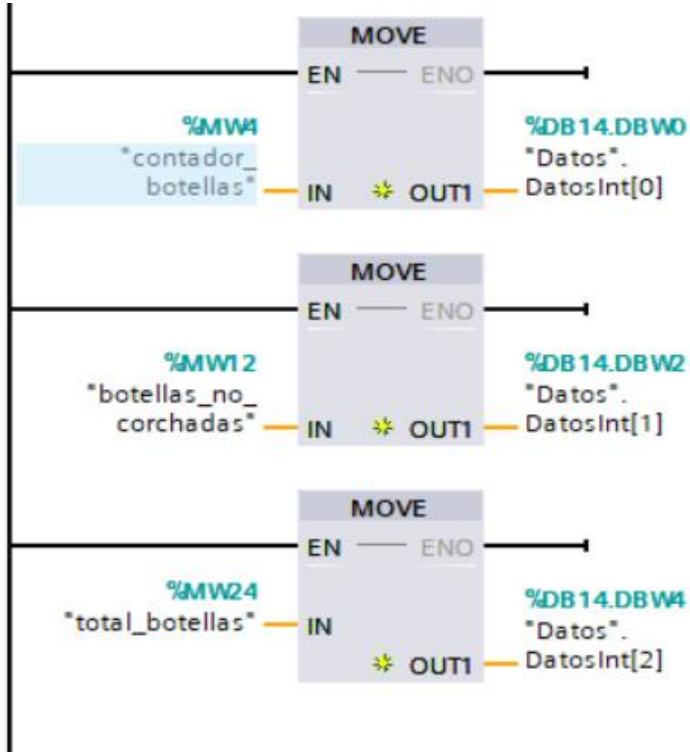 MOVE
EN ENO
%MW4
"contador_
botellas"
IN
OUT1
%DB14.DBW0
"Datos".
DatosInt[0]
MOVE
EN ENO
%MW12
"botellas_no_
corchadas"
IN
OUT1
%DB14.DBW2
"Datos".
DatosInt[1]
MOVE
EN ENO
%MW24
"total_botellas"
IN
OUT1
%DB14.DBW4
"Datos".
DatosInt[2]